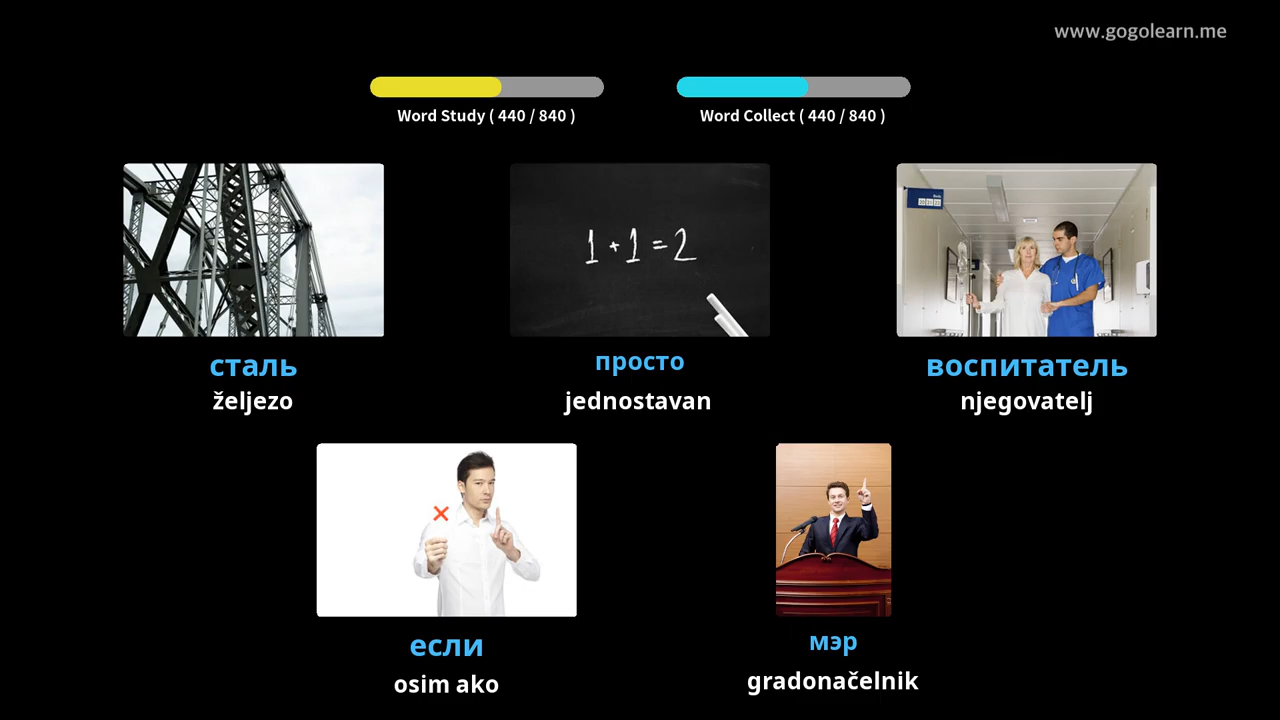 www.gogolearn.me
Word Study ( 440 / 840 )
Word Collect ( 440 / 840 )
1 + 1 = 2
сталь
željezo
просто
jednostavan
воспитатель
njegovatelj
если
osim ako
мэр
gradonačelnik